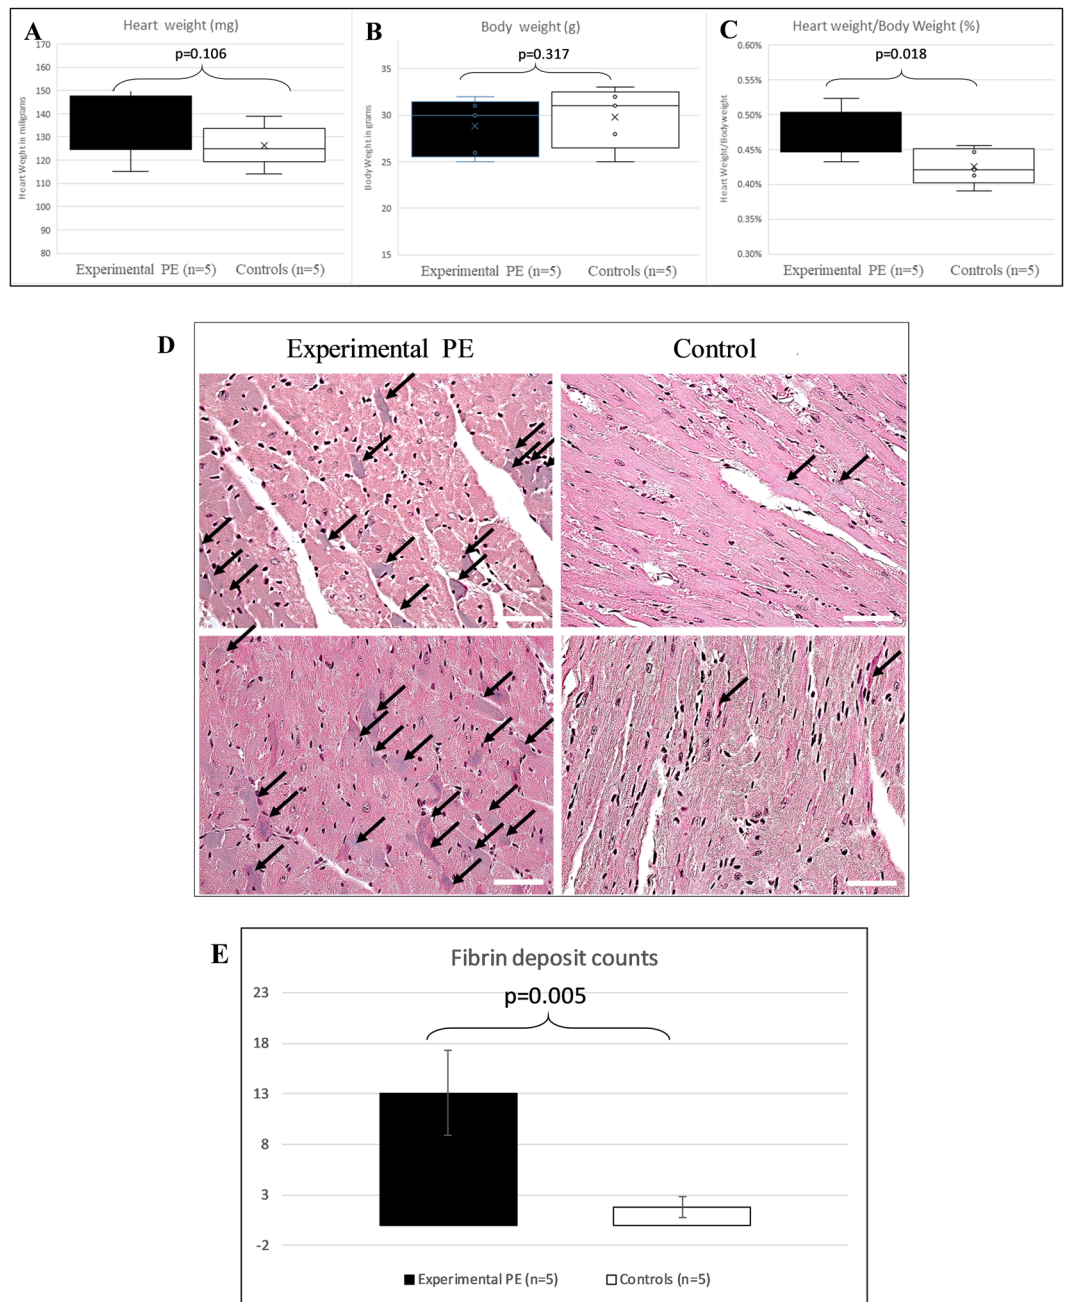 A
Heart weight (mg)
p=0.106
170
160
150
140
130
120
110
100
90
80
Heart Weght in miligrams
Experimental PE (n=5)
Controls (n=5)
B
Body weight (g)
p=0.317
35
30
25
20
15
Body Weght in grams
Experimental PE (n=5)
Controls (n=5)
C
Heart weight/Body Weight (%)
p=0.018
0.60%
0.55%
0.50%
0.45%
0.40%
0.35%
0.30%
Heart Weight/Body weight
Experimental PE (n=5)
Controls (n=5)
D
Experimental PE
Control
E
Fibrin deposit counts
p=0.005
23
18
13
8
3
-2
Experimental PE (n=5)
Controls (n=5)